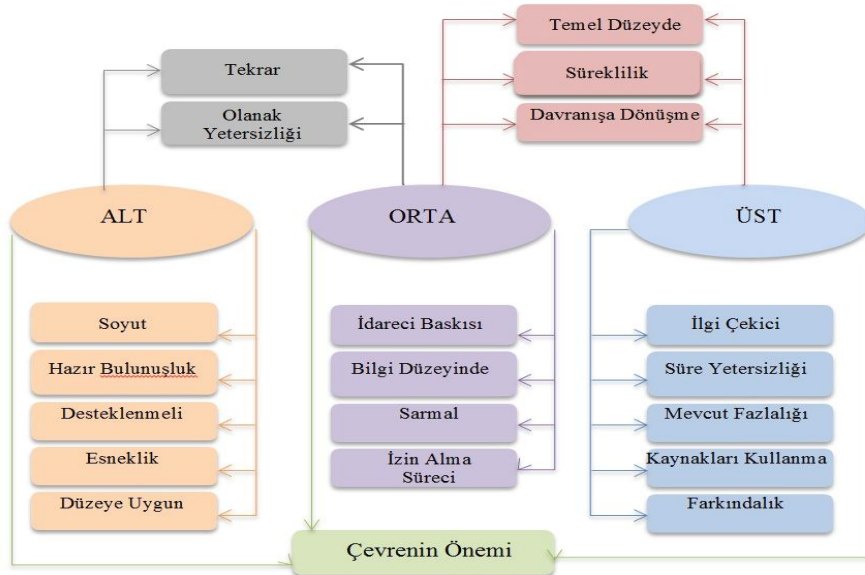 Temel Düzeyde
Tekrar
Süreklilik
Olanak
Yetersizliği
Davranışa Dönüşme
ALT
ORTA
ÜST
Soyut
Hazır Bulunuşluk
Desteklenmeli
Esneklik
Düzeye Uygun
İdareci Baskısı
Bilgi Düzeyinde
Sarmal
İzin Alma
Süreci
İlgi Çekici
Süre Yetersizliği
Mevcut Fazlalığı
Kaynakları Kullanma
Farkındalık
Çevrenin Önemi